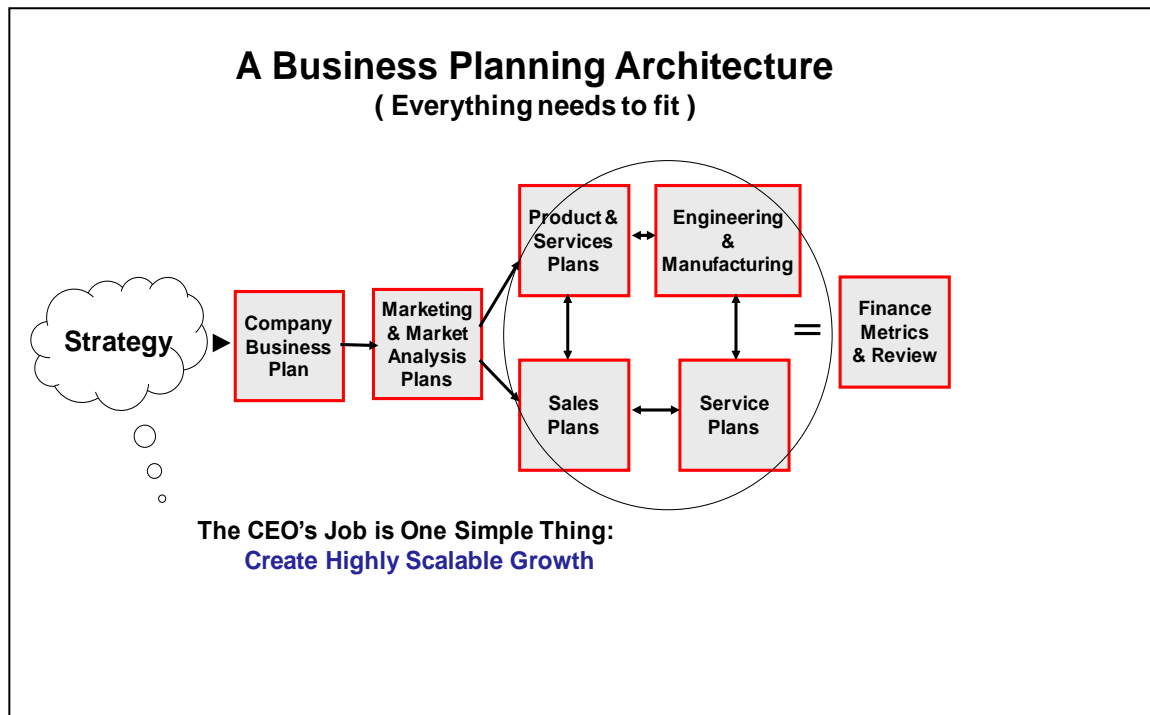 A Business Planning Architecture
( Everything needs to fit )
Strategy
Company
Business
Plan
Marketing
& Market
Analysis
Plans
Product &
Services
Plans
Engineering
&
Manufacturing
Sales
Plans
Service
Plans
=
Finance
Metrics
& Review
The CEO’s Job is One Simple Thing:
Create Highly Scalable Growth